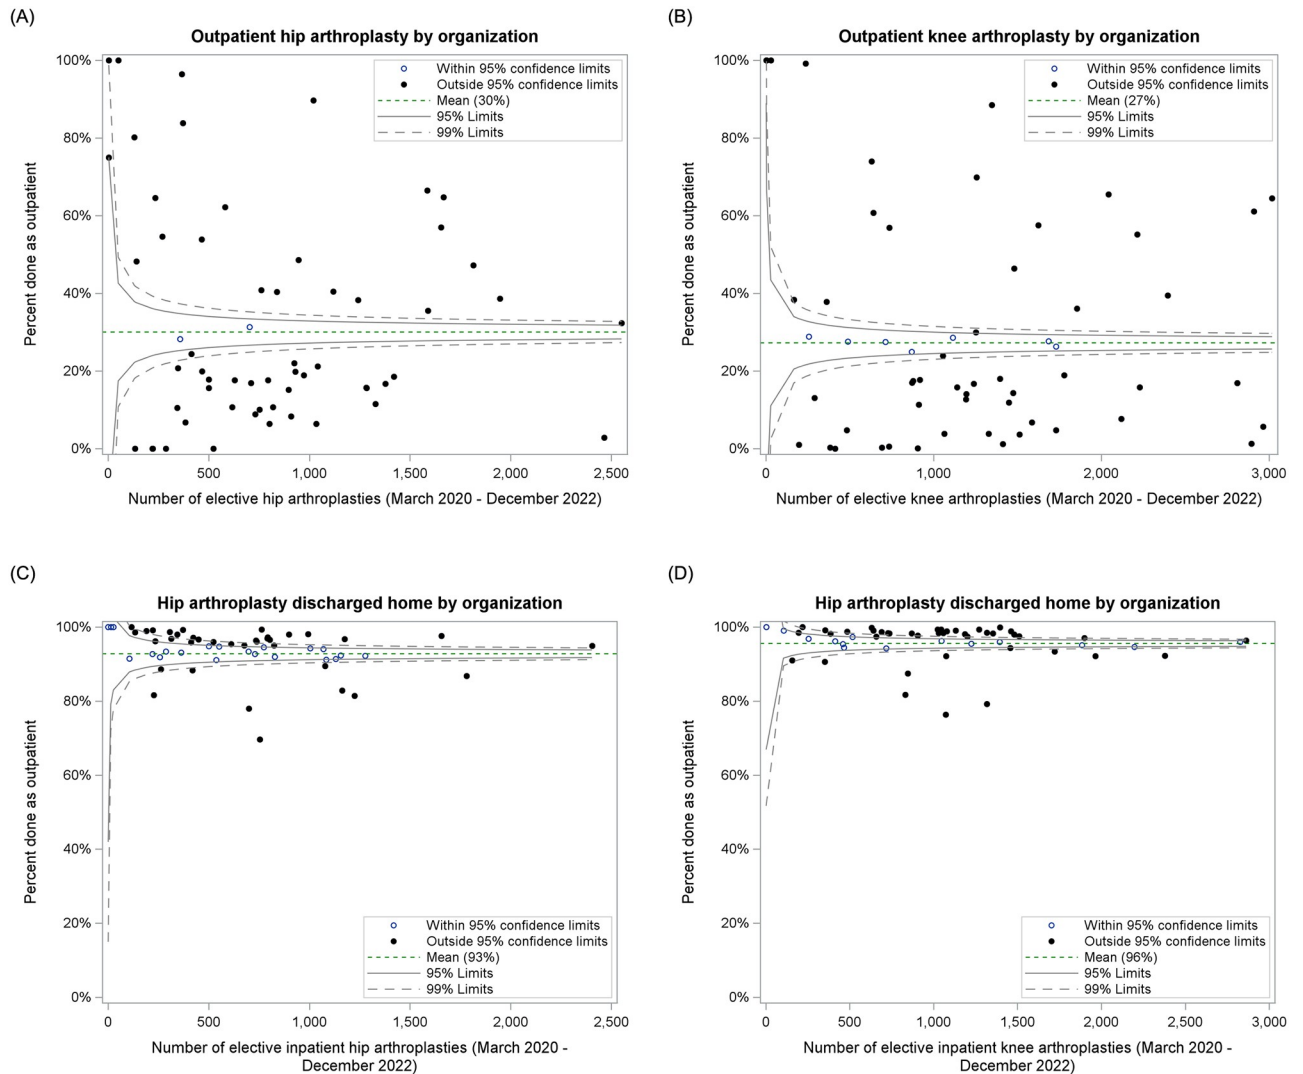 (A)
Outpatient hip arthroplasty by organization
100%
80%
60%
40%
20%
0%
Percent done as outpatient
Within 95% confidence limits
Outside 95% confidence limits
Mean (30%)
95% Limits
99% Limits
0
500
1,000
1,500
2,000
2,500
Number of elective hip arthroplasties (March 2020 - December 2022)
(B)
Outpatient knee arthroplasty by organization
100%
80%
60%
40%
20%
0%
Percent done as outpatient
Within 95% confidence limits
Outside 95% confidence limits
Mean (27%)
95% Limits
99% Limits
0
1,000
2,000
3,000
Number of elective knee arthroplasties (March 2020 - December 2022)
(C)
Hip arthroplasty discharged home by organization
100%
80%
60%
40%
20%
0%
Percent done as outpatient
Within 95% confidence limits
Outside 95% confidence limits
Mean (93%)
95% Limits
99% Limits
0
500
1,000
1,500
2,000
2,500
Number of elective inpatient hip arthroplasties (March 2020 -
December 2022)
(D)
Hip arthroplasty discharged home by organization
100%
80%
60%
40%
20%
0%
Percent done as outpatient
Within 95% confidence limits
Outside 95% confidence limits
Mean (96%)
95% Limits
99% Limits
0
500
1,000
1,500
2,000
2,500
3,000
Number of elective inpatient knee arthroplasties (March 2020 -
December 2022)